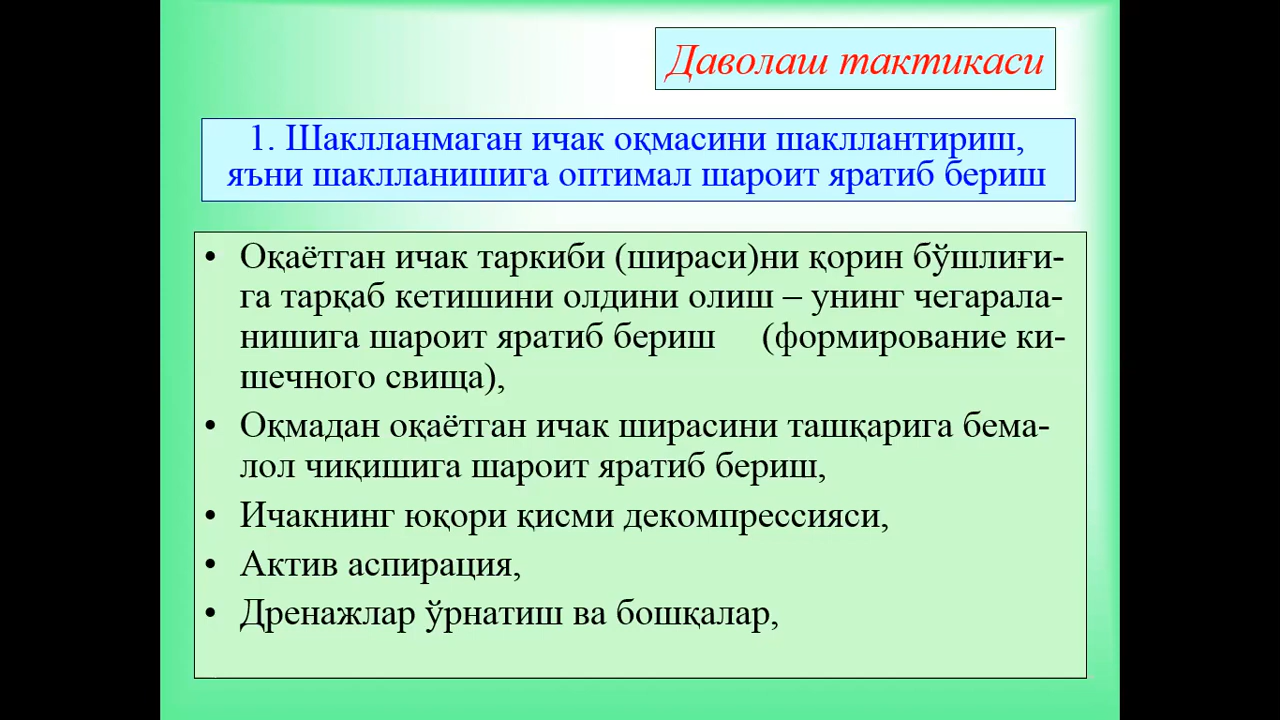 Даволаш тактикаси
1. Шаклланмаган ичак оқмасини шакллантириш,
яъни шаклланишига оптимал шароит яратиб бериш
• Оқаётган ичак таркиби (шираси)ни қорин бўшлиғи-
га тарқаб кетишини олдини олиш – унинг чегарала-
нишига шароит яратиб бериш (формирование ки-
шечного свища),
• Оқмадан оқаётган ичак ширасини ташқарига бема-
лол чиқишига шароит яратиб бериш,
• Ичакнинг юқори қисми декомпрессияси,
• Актив аспирация,
• Дренажлар ўрнатиш ва бошқалар,